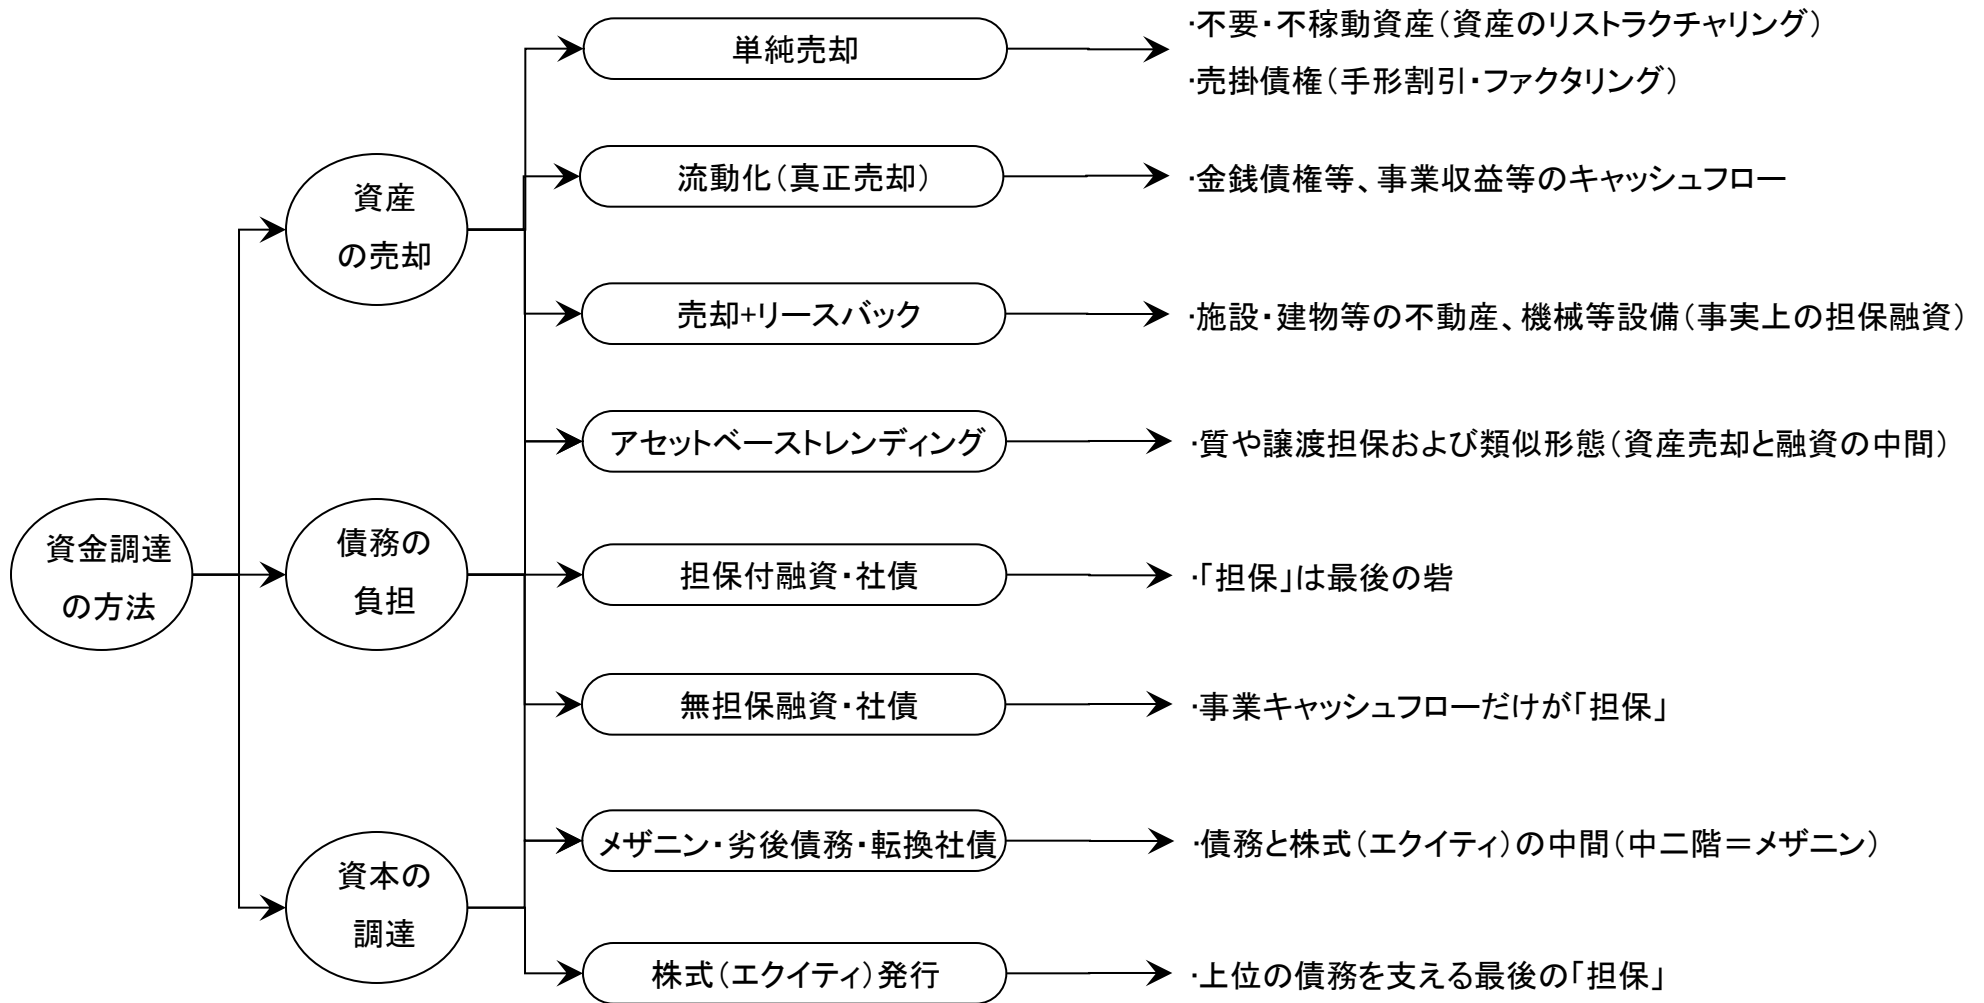 資金調達
の方法
資産
の売却
債務の
負担
資本の
調達
単純売却
・不要・不稼動資産(資産のリストラクチャリング)
・売掛債権(手形割引・ファクタリング)
流動化(真正売却)
・金銭債権等、事業収益等のキャッシュフロー
売却+リースバック
・施設・建物等の不動産、機械等設備(事実上の担保融資)
アセットベーストレンディング
・質や譲渡担保および類似形態(資産売却と融資の中間)
担保付融資・社債
・「担保」は最後の砦
無担保融資・社債
・事業キャッシュフローだけが「担保」
メザニン・劣後債務・転換社債
・債務と株式(エクイティ)の中間(中二階=メザニン)
株式(エクイティ)発行
・上位の債務を支える最後の「担保」